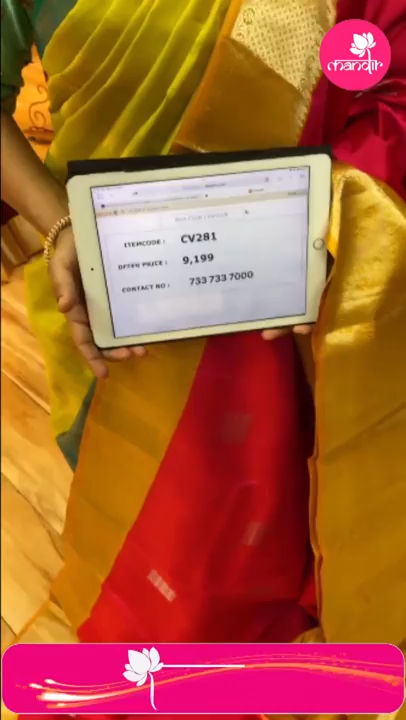 mandir
ITEMCODE : CV281
OFFER PRICE : 9,199
CONTACT NO : 733 733 7000